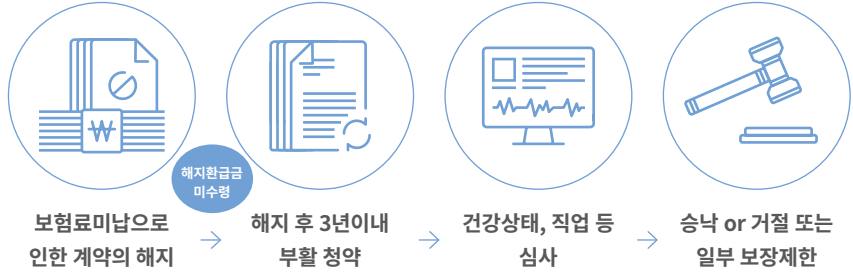 해지환급금
미수령
보험료미납으로
인한 계약의 해지
해지 후 3년이내
부활 청약
건강상태, 직업 등
심사
승낙 or 거절 또는
일부 보장제한